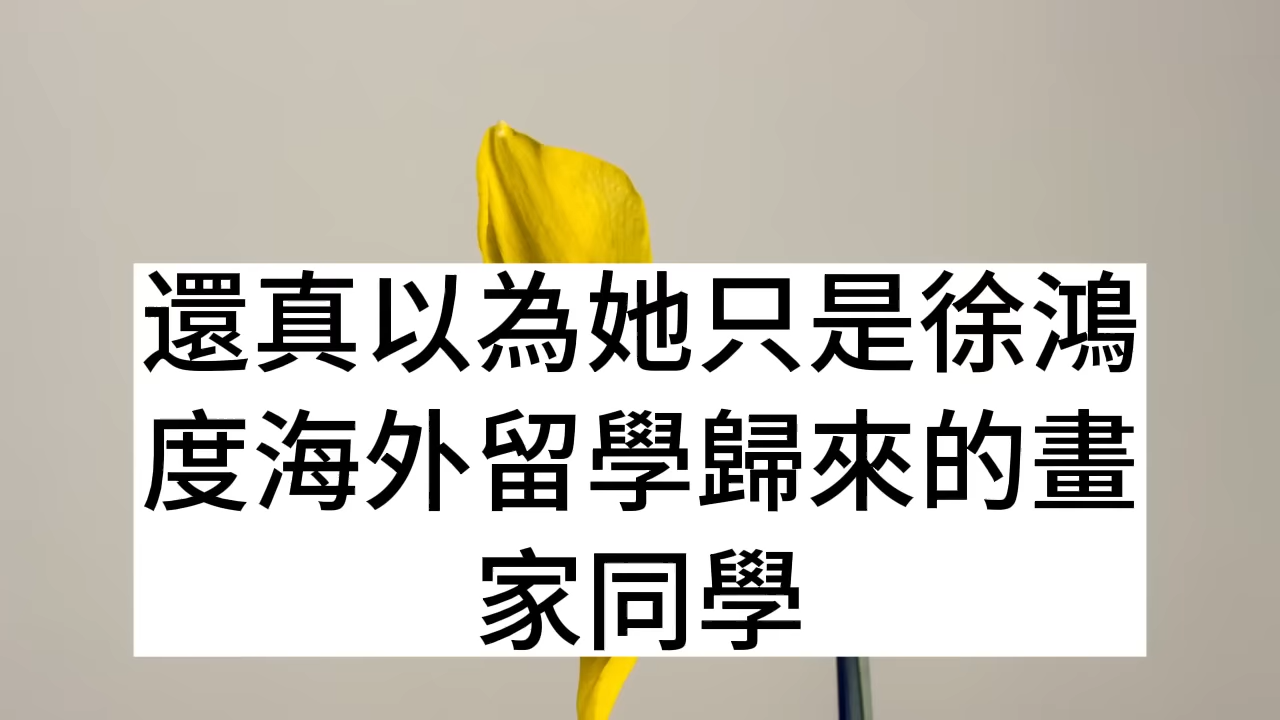 還真以為她只是徐鴻
度海外留學歸來的畫
家同學